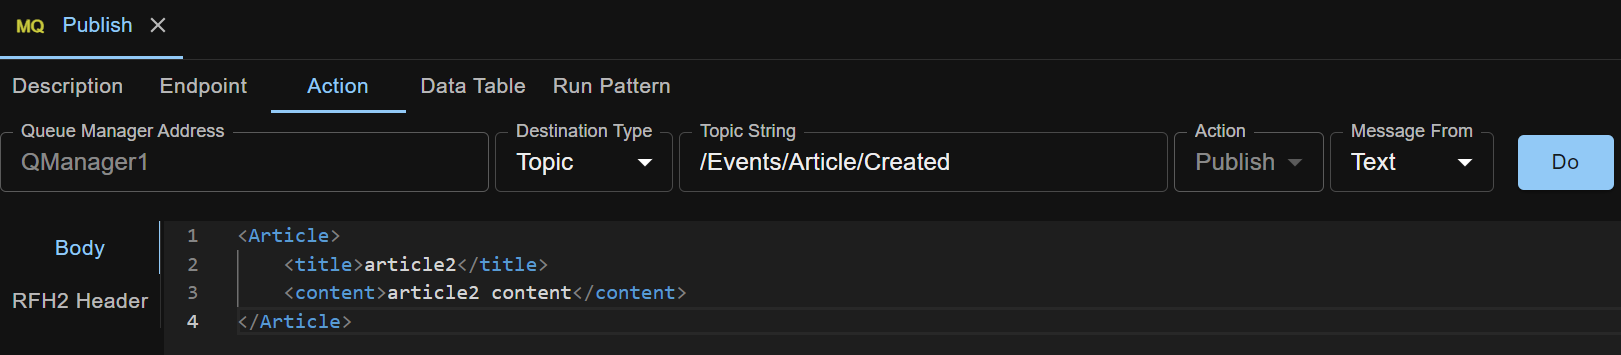 MQ Publish
Description Endpoint Action Data Table Run Pattern
Queue Manager Address Destination Type Topic String Action Message From
QManager1 Topic /Events/Article/Created Publish Text Do
Body
RFH2 Header
1 <Article>
2 <title>article2</title>
3 <content>article2 content</content>
4 </Article>